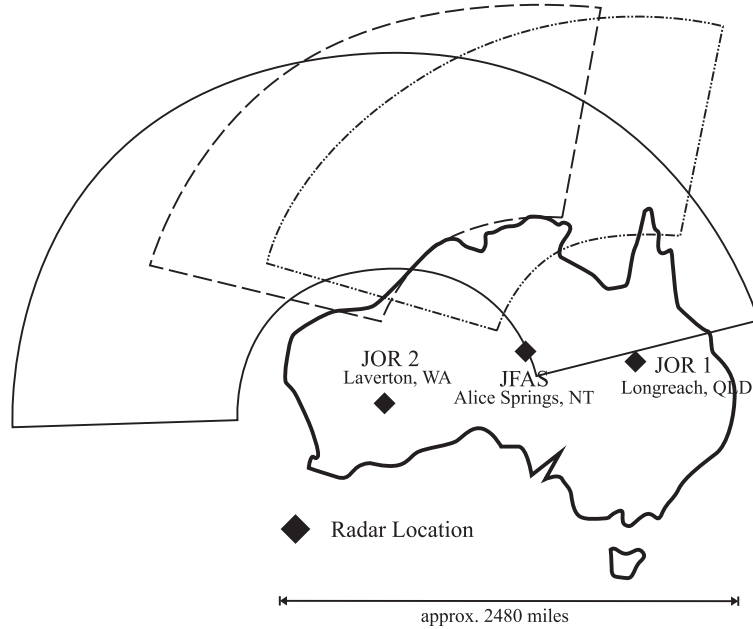 JOR 2
Laverton, WA
JFAS
Alice Springs, NT
JOR 1
Longreach, QLD
Radar Location
approx. 2480 miles